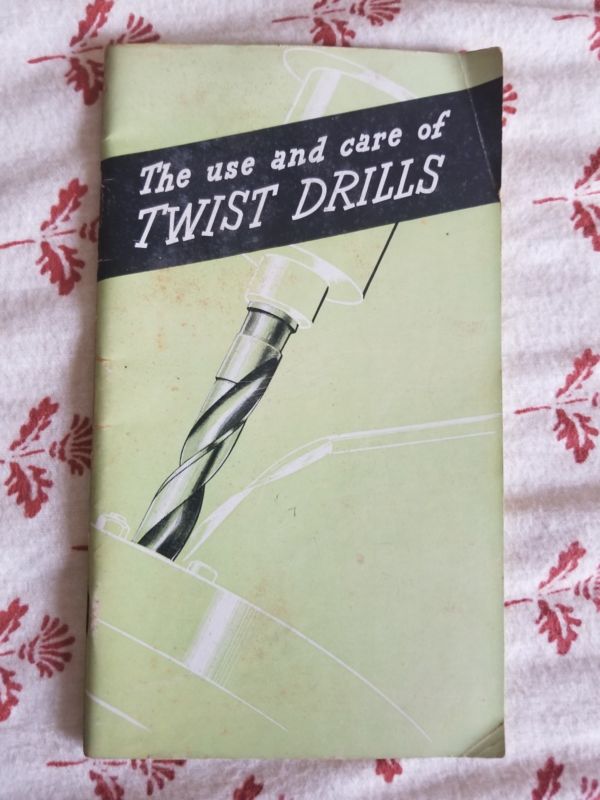 The use and care of
TWIST DRILLS